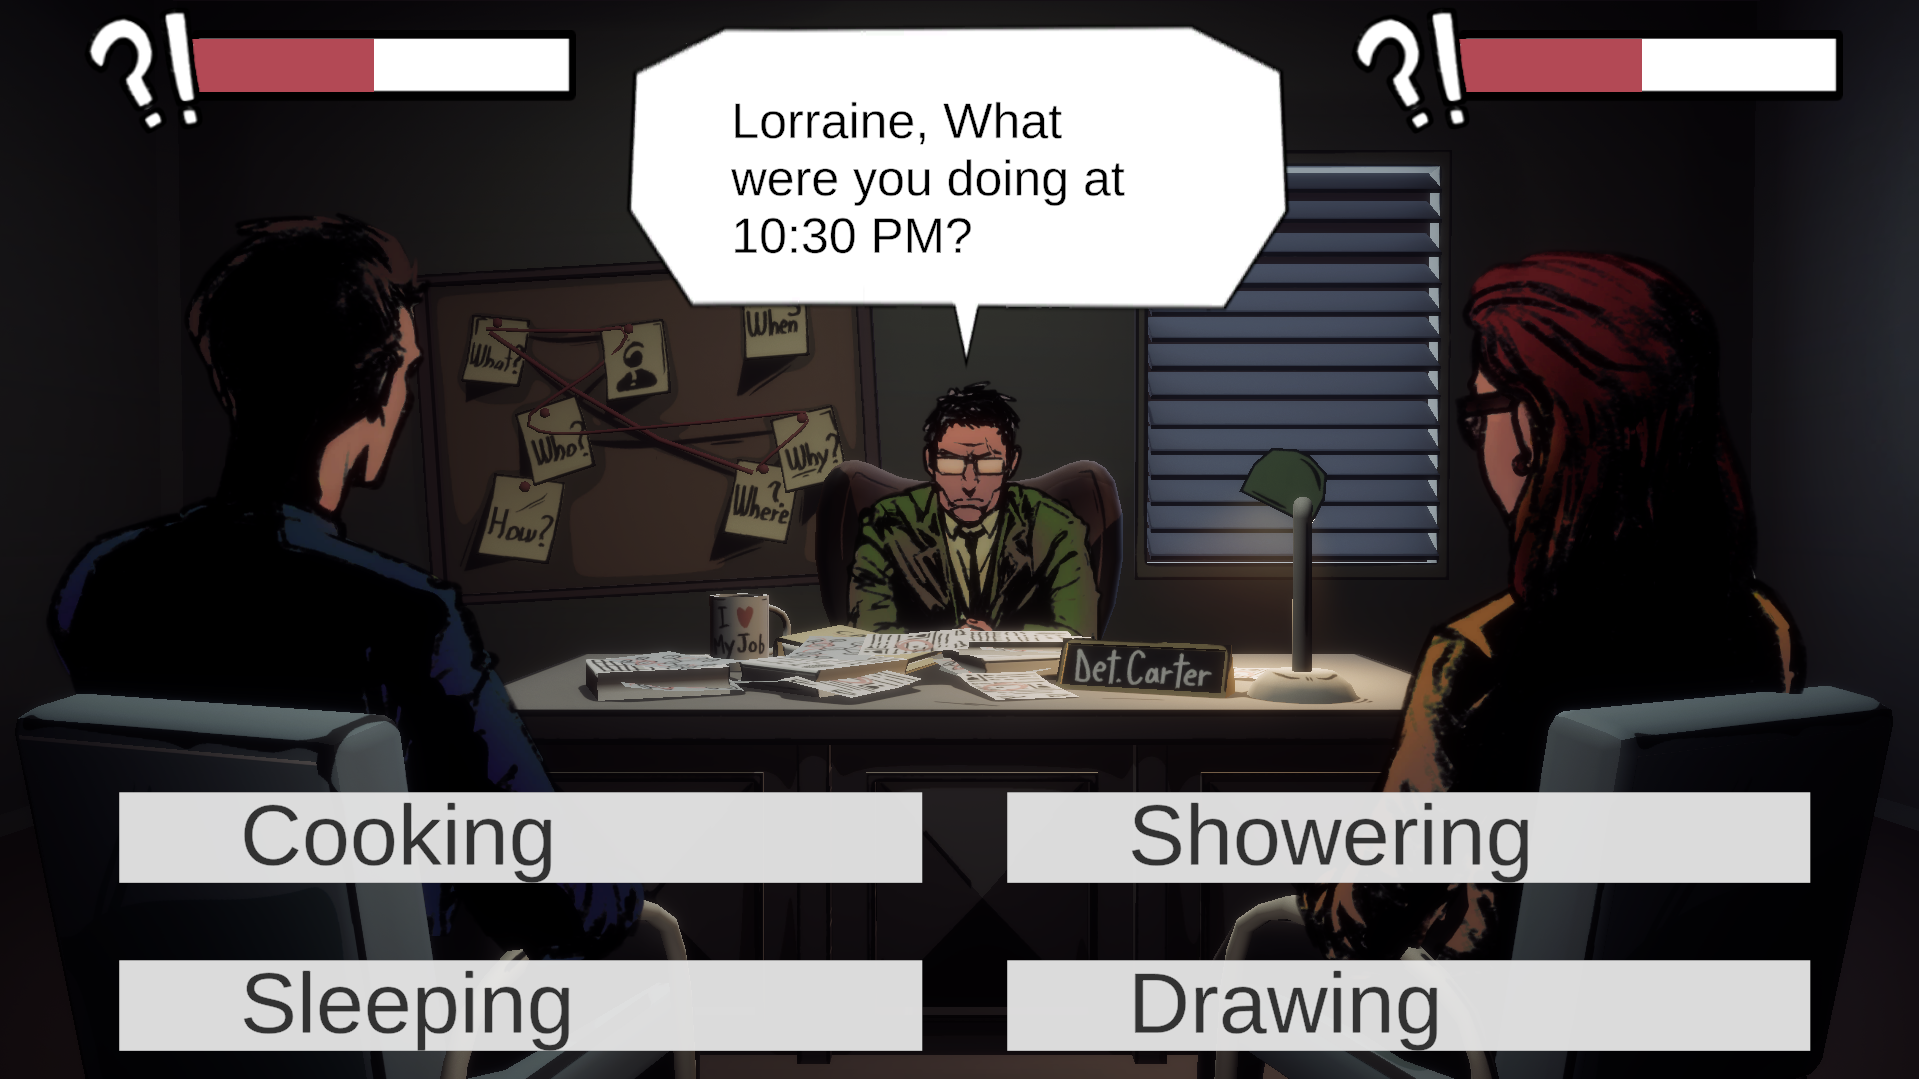 ?!
?!
Lorraine, What
were you doing at
10:30 PM?
What?
When
Who?
Why?
How?
?
Where
I ♥
My Job
Det. Carter
Cooking
Showering
Sleeping
Drawing